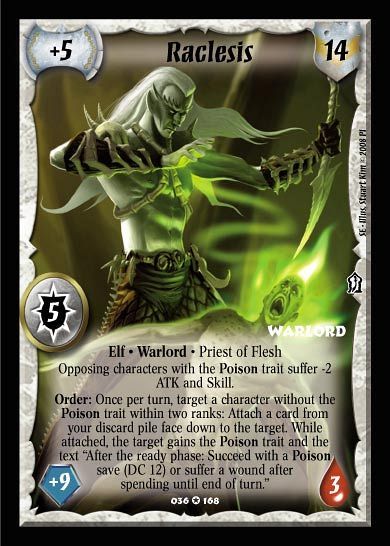 +5
Raclesis
14
SE • Illus. Stuart Kim © 2008 PI
5
WARLORD
Elf • Warlord • Priest of Flesh
Opposing characters with the Poison trait suffer -2
ATK and Skill.
Order: Once per turn, target a character without the
Poison trait within two ranks: Attach a card from
your discard pile face down to the target. While
attached, the target gains the Poison trait and the
text "After the ready phase: Succeed with a Poison
save (DC 12) or suffer a wound after
spending until end of turn."
+9
3
036 168